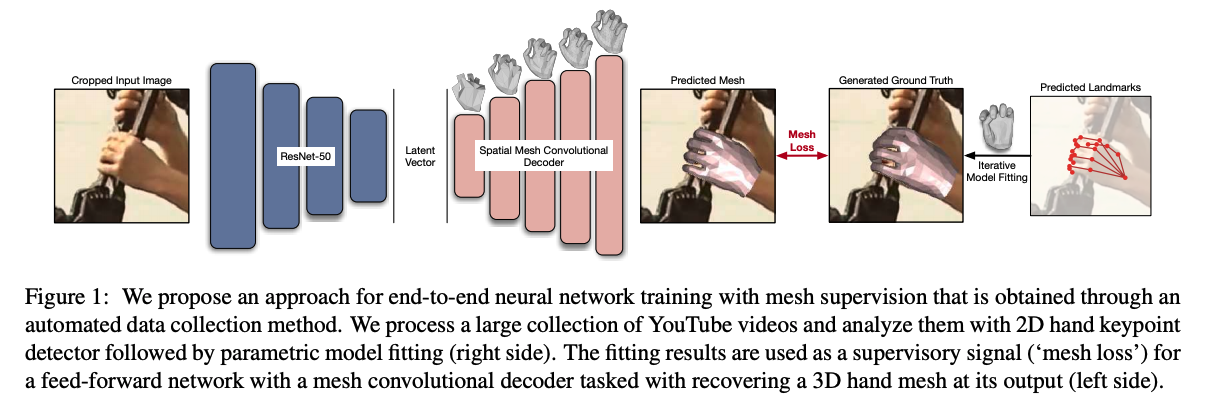 Cropped Input Image
ResNet-50
Latent
Vector
Spatial Mesh Convolutional
Decoder
Predicted Mesh
Mesh
Loss
Generated Ground Truth
Iterative
Model Fitting
Predicted Landmarks
Figure 1: We propose an approach for end-to-end neural network training with mesh supervision that is obtained through an
automated data collection method. We process a large collection of YouTube videos and analyze them with 2D hand keypoint
detector followed by parametric model fitting (right side). The fitting results are used as a supervisory signal (‘mesh loss’) for
a feed-forward network with a mesh convolutional decoder tasked with recovering a 3D hand mesh at its output (left side).